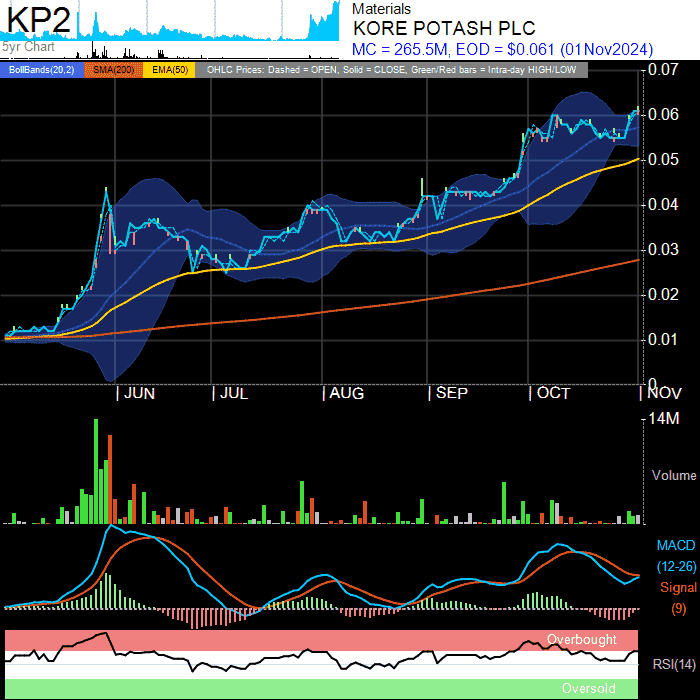 KP2
5yr Chart
Materials
KORE POTASH PLC
MC = 265.5M, EOD = $0.061 (01Nov2024)
BollBands(20,2) SMA(200) EMA(50) OHLC Prices: Dashed = OPEN, Solid = CLOSE, Green/Red bars = Intra-day HIGH/LOW
0.07
0.06
0.05
0.04
0.03
0.02
0.01
0
JUN JUL AUG SEP OCT NOV
14M
Volume
MACD
(12-26)
Signal
(9)
Overbought
RSI(14)
Oversold